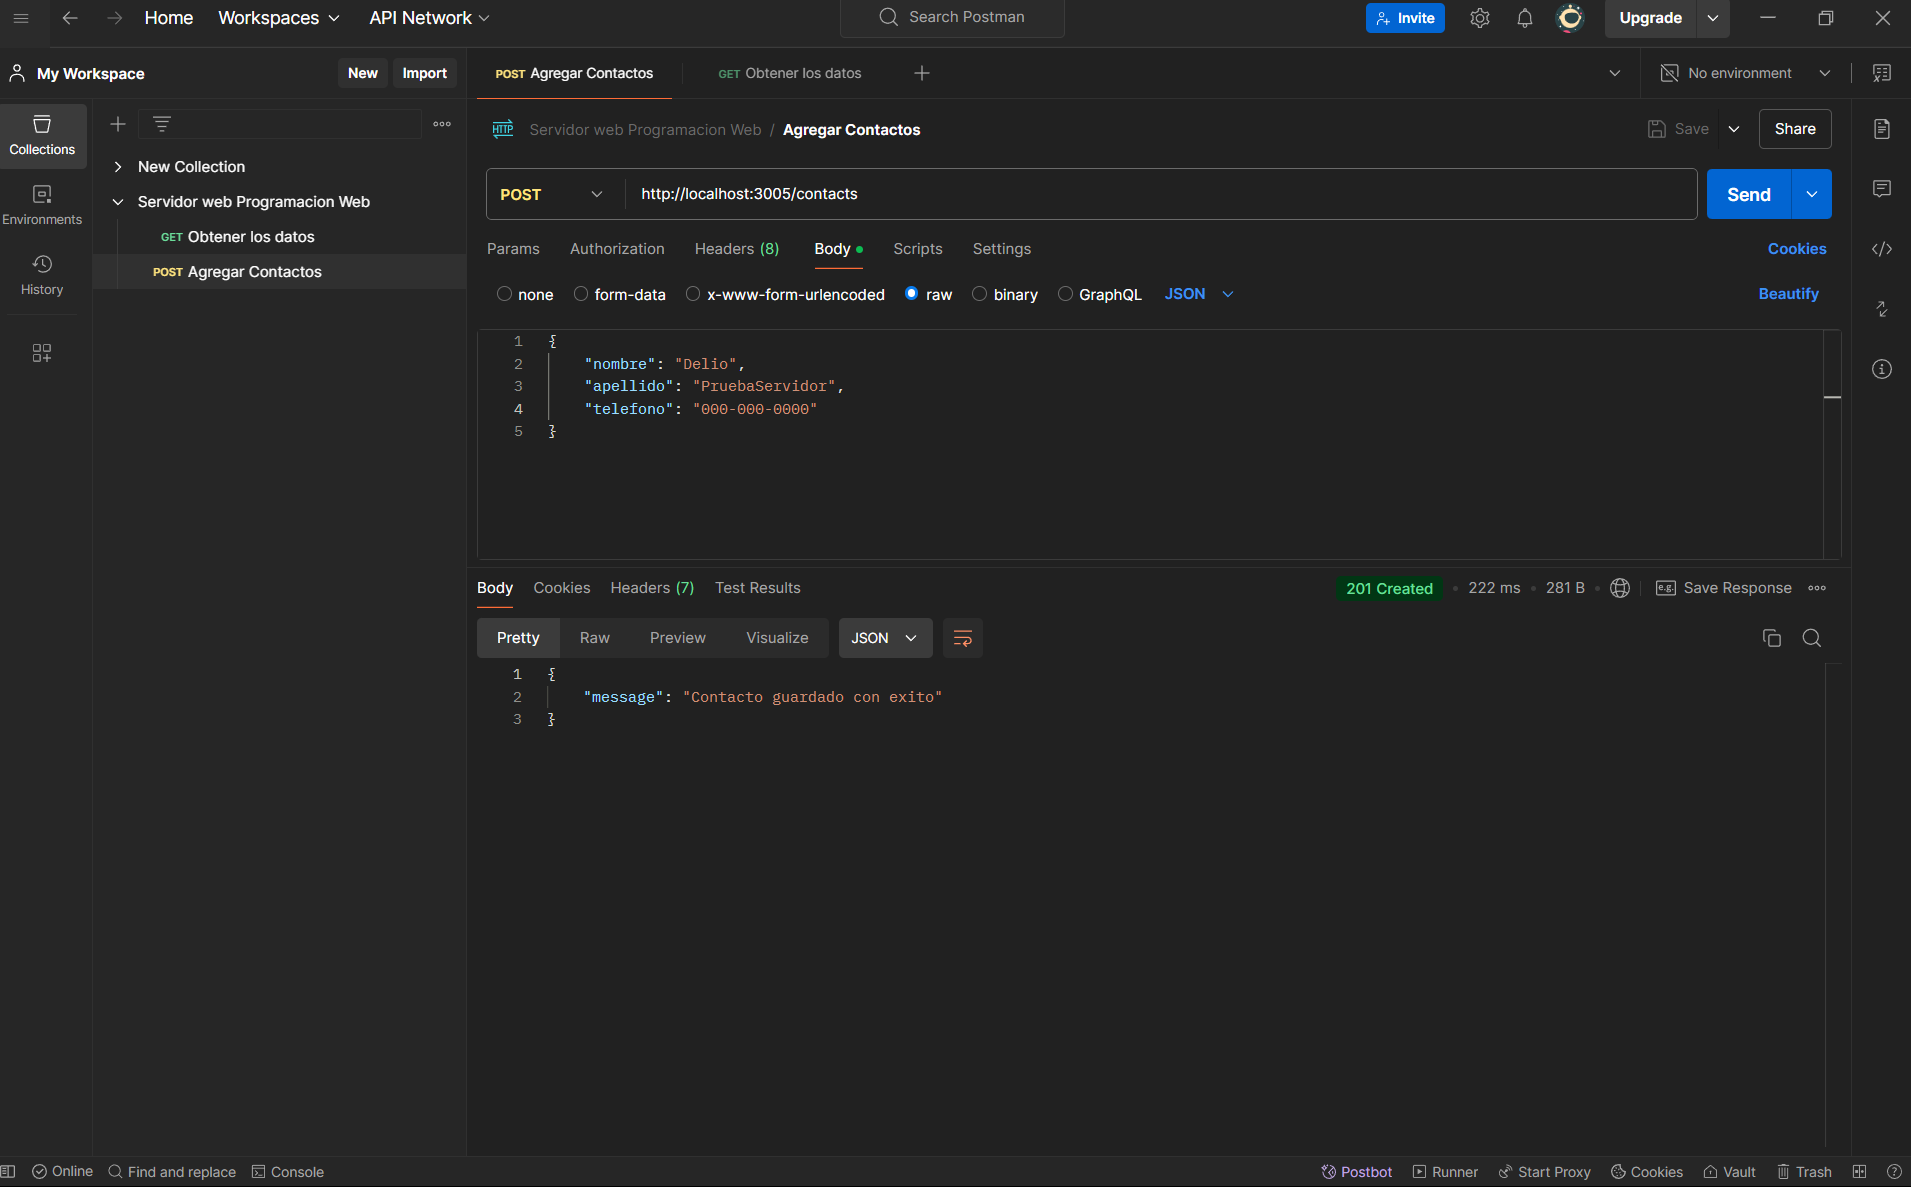 Home Workspaces API Network Search Postman Invite Upgrade
My Workspace New Import POST Agregar Contactos GET Obtener los datos No environment
Collections
Environments
History
New Collection
Servidor web Programacion Web
GET Obtener los datos
POST Agregar Contactos
HTTP Servidor web Programacion Web / Agregar Contactos Save Share
POST http://localhost:3005/contacts Send
Params Authorization Headers (8) Body Scripts Settings Cookies
none form-data x-www-form-urlencoded raw binary GraphQL JSON Beautify
1 {
2 "nombre": "Delio",
3 "apellido": "PruebaServidor",
4 "telefono": "000-000-0000"
5 }
Body Cookies Headers (7) Test Results 201 Created 222 ms 281 B e.g. Save Response
Pretty Raw Preview Visualize JSON
1 {
2 "message": "Contacto guardado con exito"
3 }
Online Find and replace Console Postbot Runner Start Proxy Cookies Vault Trash